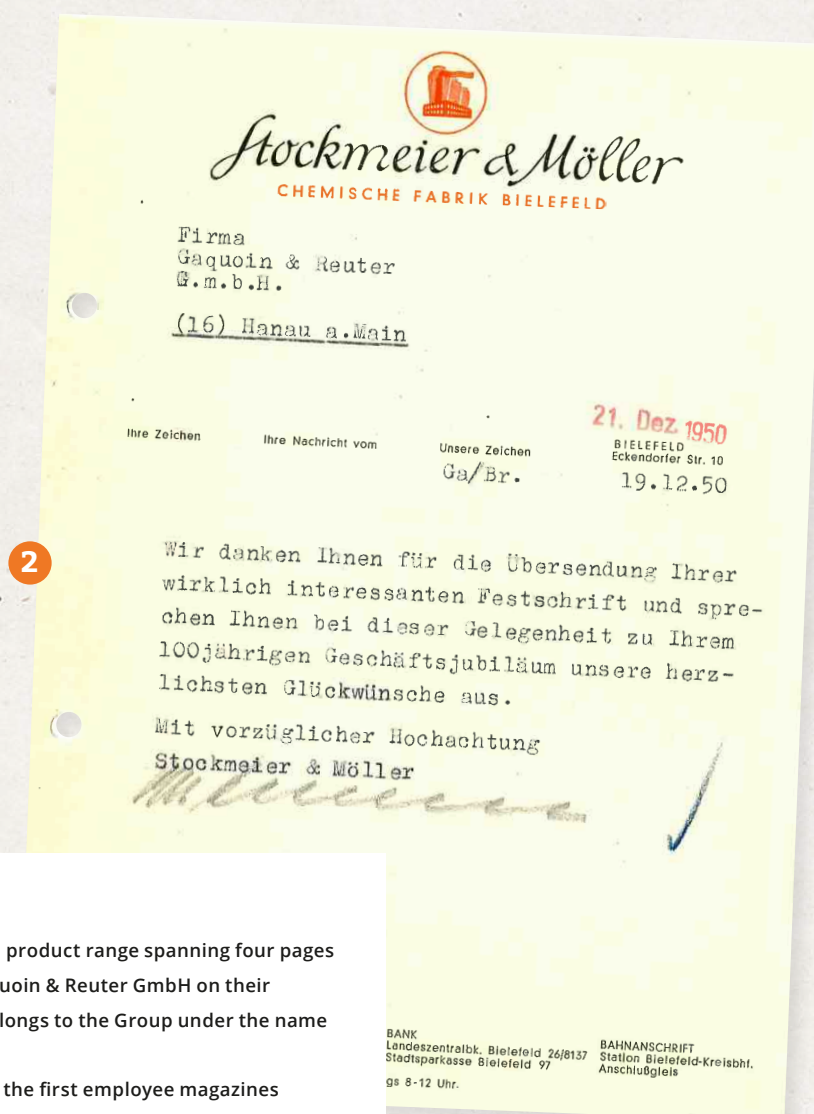 Stockmeier & Möller
CHEMISCHE FABRIK BIELEFELD
Firma
Gaquoin & Reuter
G.m.b.H.
(16) Hanau a.Main
21. Dez 1950
Ihre Zeichen
Ihre Nachricht vom
Unsere Zeichen
BIELEFELD
Eckendorfer Str. 10
Ga/Br.
19.12.50
2
Wir danken Ihnen für die Übersendung Ihrer
wirklich interessanten Festschrift und spre-
chen Ihnen bei dieser Gelegenheit zu Ihrem
100jährigen Geschäftsjubiläum unsere herz-
lichsten Glückwünsche aus.
Mit vorzüglicher Hochachtung
Stockmeier & Möller
product range spanning four pages
uoin & Reuter GmbH on their
longs to the Group under the name
the first employee magazines
BANK
Landeszentralbk. Bielefeld 26/8137
Stadtsparkasse Bielefeld 97
gs 8-12 Uhr.
BAHNANSCHRIFT
Station Bielefeld-Kreisbhf.
Anschlußgleis